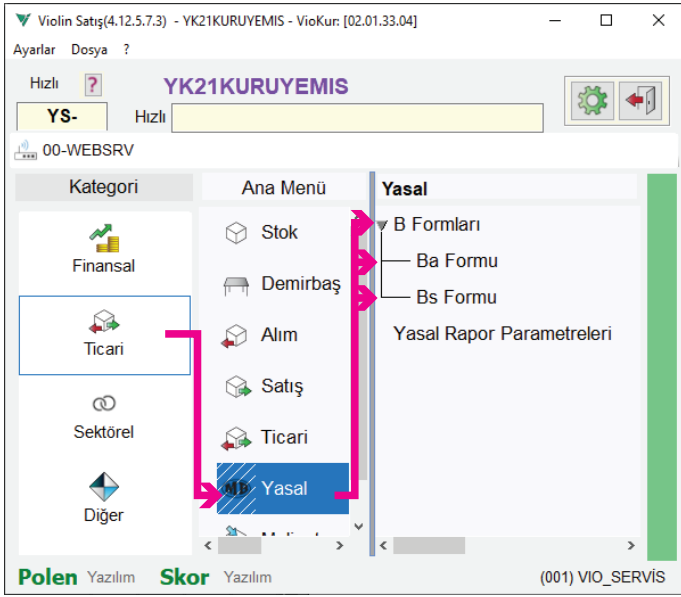 Violin Satış(4.12.5.7.3) - YK21KURUYEMIS - VioKur: [02.01.33.04]
Ayarlar Dosya ?
Hızlı ? YK21KURUYEMIS
YS- Hızlı
00-WEBSRV
Kategori
Finansal
Ticari
Sektörel
Diğer
Ana Menü
Stok
Demirbaş
Alım
Satış
Ticari
Yasal
Yasal
B Formları
Ba Formu
Bs Formu
Yasal Rapor Parametreleri
Polen Yazılım Skor Yazılım (001) VIO_SERVİS